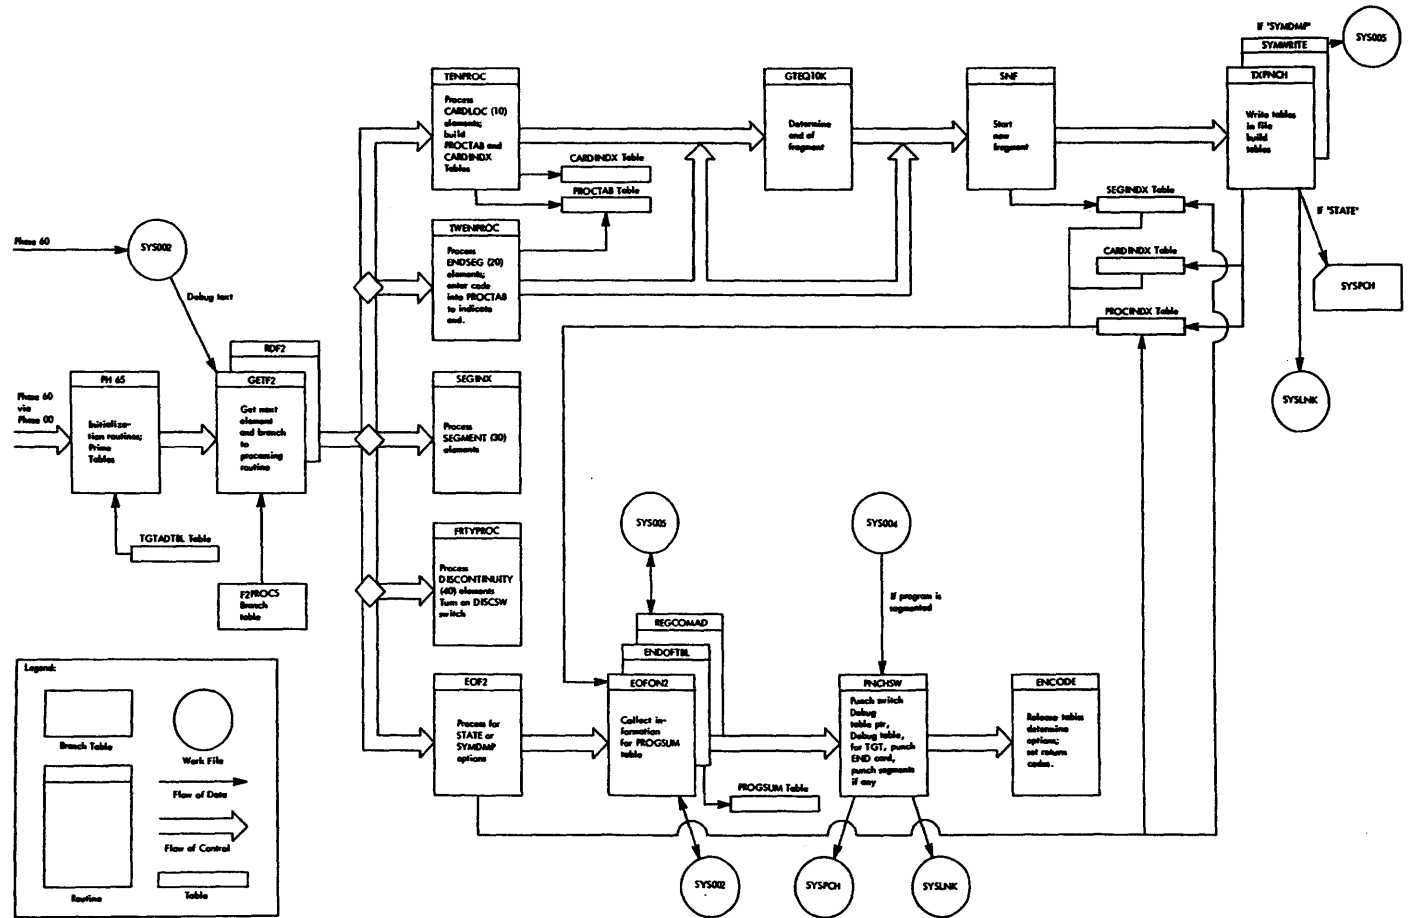 IF "SYMDMP"
SYS005
SYMWRITE
TENPROC
Process
CARDLOC (10)
elements;
build
PROCTAB and
CARDINDX
Tables
GTEQ10K
Determine
end of
fragment
SNF
Start
new
fragment
TXPNCH
Write tables
in file
build
tables
CARDINDX Table
PROCTAB Table
SEGINDX Table
IF "STATE"
Phase 60
SYS002
TWENPROC
Process
ENDSEG (20)
elements;
enter code
into PROCTAB
to indicate
end.
CARDINDX Table
SYSPCH
Debug text
PROCINDX Table
RDF2
Phase 60
via
Phase 00
PH 65
Initializa-
tion routines;
Prime
Tables
GETF2
Get next
element
and branch
to
processing
routine
SEGINX
Process
SEGMENT (30)
elements
SYSLNK
TGTADTBL Table
F2PROCS
Branch
table
FRTYPROC
Process
DISCONTINUITY
(40) elements
Turn on DISCSW
switch
SYS005
SYS004
If program is
segmented
REGCOMAD
ENDOFTBL
EOF2
Process for
STATE or
SYMDMP
options
EOFON2
Collect in-
formation
for PROGSUM
table
PNCHSW
Punch switch
Debug
table ptr,
Debug table,
for TGT, punch
END card,
punch segments
if any
ENCODE
Release tables
determine
options;
set return
codes.
PROGSUM Table
SYS002
SYSPCH
SYSLNK
Legend:
Branch Table
Work File
Flow of Data
Flow of Control
Routine
Table